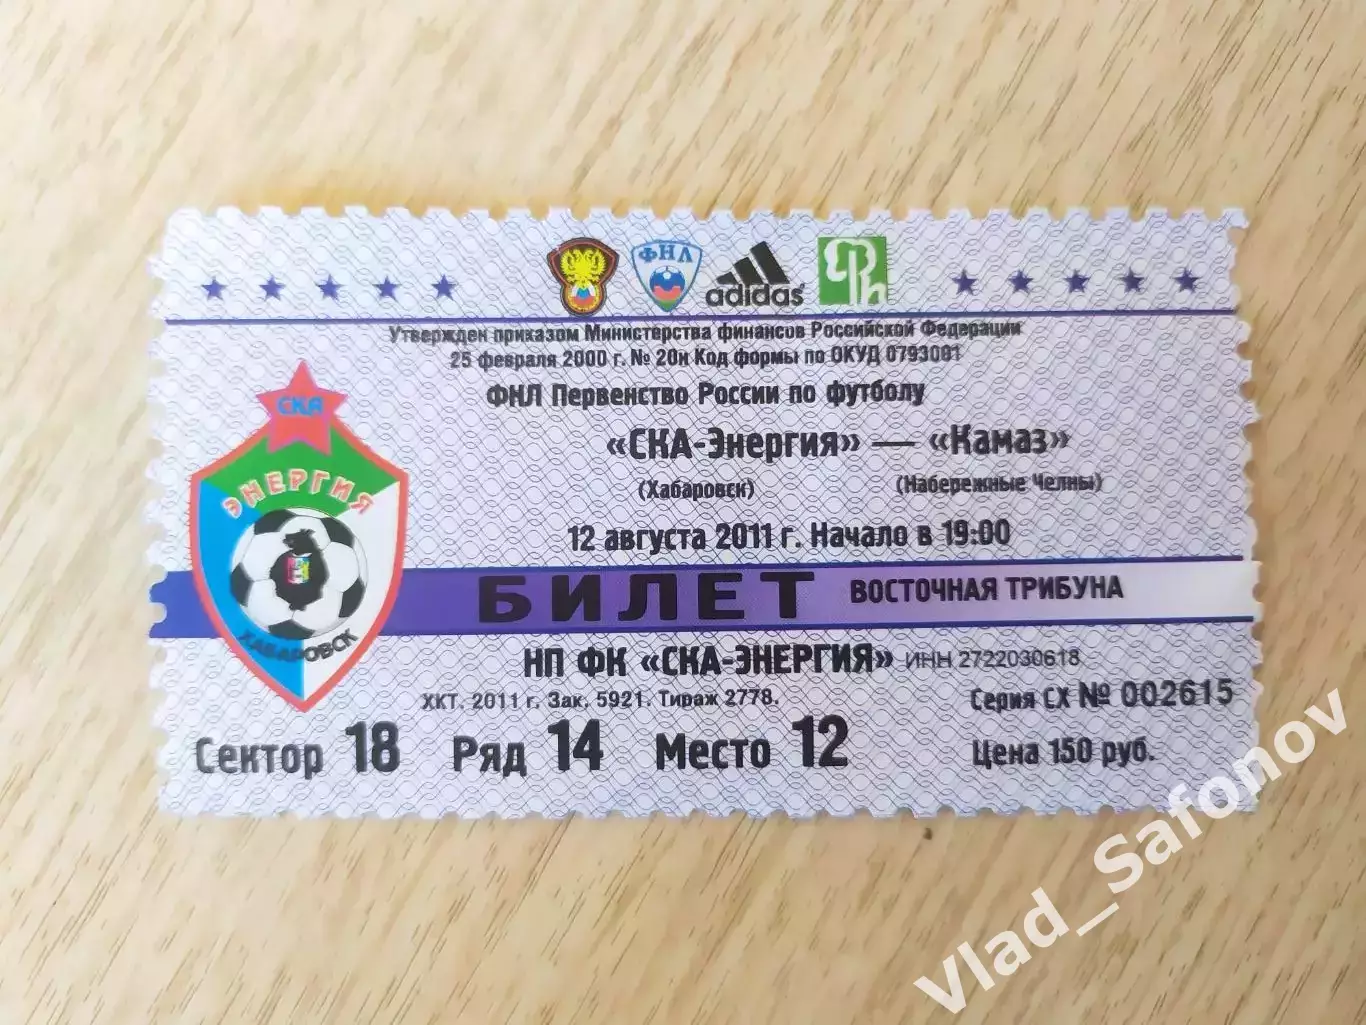 ФНЛ
adidas
Утвержден приказом Министерства финансов Российской Федерации
25 февраля 2000 г. № 20н Код формы по ОКУД 0793001
ФНЛ Первенство России по футболу
«СКА-Энергия» — «Камаз»
(Хабаровск) (Набережные Челны)
12 августа 2011 г. Начало в 19:00
СКА
ЭНЕРГИЯ
ХАБАРОВСК
БИЛЕТ ВОСТОЧНАЯ ТРИБУНА
НП ФК «СКА-ЭНЕРГИЯ» ИНН 2722030618
ХКТ. 2011 г. Зак. 5921. Тираж 2778. Серия СХ № 002615
Сектор 18 Ряд 14 Место 12 Цена 150 руб.
Vlad_Safonov